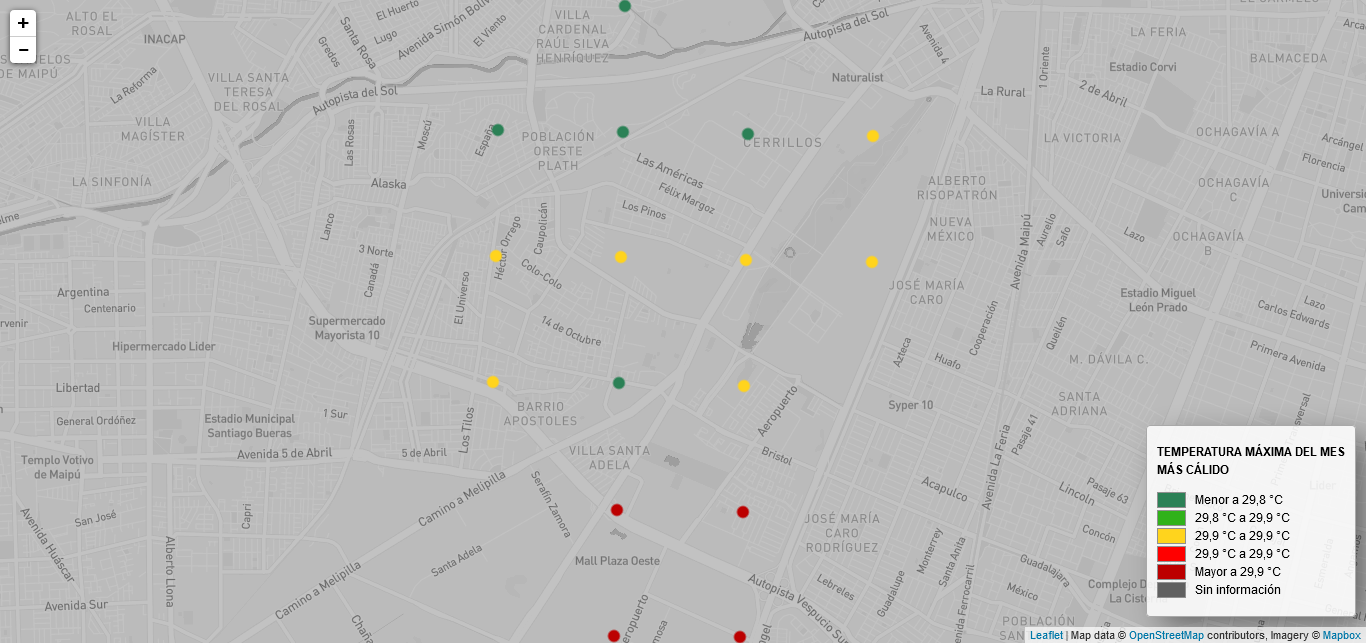 +
−
ALTO EL
ROSAL
INACAP
El Huerto
Lugo
Avenida Simón Bolív
El Viento
Santa Rosa
Gredos
VILLA
CARDENAL
RAÚL SILVA
HENRÍQUEZ
Autopista del Sol
Avenida 4
LA FERIA
Estadio Corvi
BALMACEDA
DE MAIPÚ
La Reforma
VILLA SANTA
TERESA
DEL ROSAL
Autopista del Sol
Naturalist
La Rural
1 Oriente
2 de Abril
VILLA
MAGÍSTER
Las Rosas
Moscú
España
POBLACIÓN
ORESTE
PLATH
CERRILLOS
LA VICTORIA
OCHAGAVÍA A
Arcángel
Florencia
LA SINFONÍA
Alaska
Las Américas
Félix Margoz
Los Pinos
ALBERTO
RISOPATRÓN
OCHAGAVÍA
C
Universi
Cam
Lanco
Héctor Orrego
Caupolicán
NUEVA
MÉXICO
Avenida Maipú
Aurelio
Safo
Lazo
OCHAGAVÍA
B
3 Norte
Canadá
Colo-Colo
El Universo
JOSÉ MARÍA
CARO
Argentina
Centenario
Estadio Miguel
León Prado
Lazo
Carlos Edwards
Supermercado
Mayorista 10
14 de Octubre
Cooperación
Queilén
Hipermercado Lider
Azteca
Huafo
M. DÁVILA C.
Primera Avenida
Libertad
Aeropuerto
SANTA
ADRIANA
General Ordóñez
Estadio Municipal
Santiago Bueras
1 Sur
Los Tilos
BARRIO
APOSTOLES
Syper 10
Pasaje 41
Avenida La Feria
Templo Votivo
de Maipú
Avenida 5 de Abril
5 de Abril
VILLA SANTA
ADELA
Bristol
Acapulco
Lincoln
Pasaje 63
Camino a Melipilla
Serafín Zamora
Capri
San José
Avenida Huáscar
JOSÉ MARÍA
CARO
RODRÍGUEZ
Concón
Monterrey
Santa Anita
Alberto Llona
Santa Adela
Mall Plaza Oeste
Guadalajara
Camino a Melipilla
Autopista Vespucio Su
Lebreles
Guadalupe
Avenida Ferrocarril
México
Complejo D
La Ciste
Avenida Sur
Chaña
POBLACIÓN
SAN
TEMPERATURA MÁXIMA DEL MES
MÁS CÁLIDO
Menor a 29,8 °C
29,8 °C a 29,9 °C
29,9 °C a 29,9 °C
29,9 °C a 29,9 °C
Mayor a 29,9 °C
Sin información
Leaflet | Map data © OpenStreetMap contributors, Imagery © Mapbox